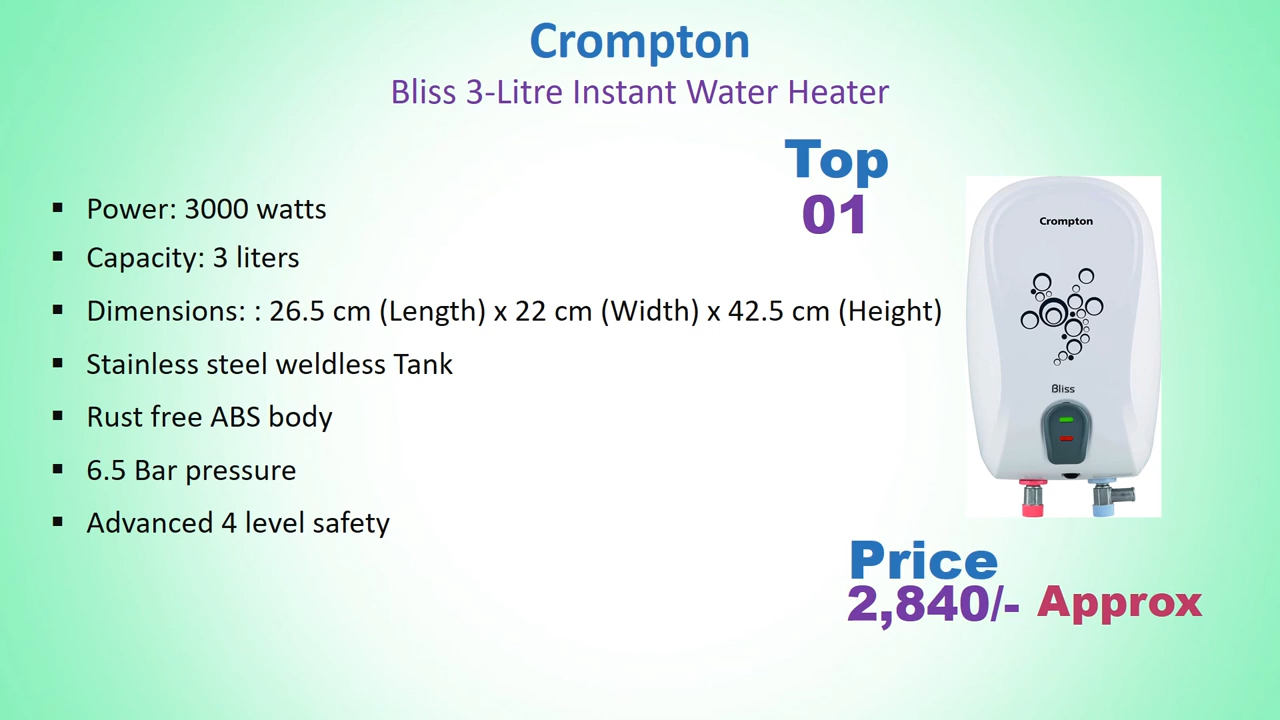 Crompton
Bliss 3-Litre Instant Water Heater
Top
01
▪ Power: 3000 watts
▪ Capacity: 3 liters
▪ Dimensions: : 26.5 cm (Length) x 22 cm (Width) x 42.5 cm (Height)
▪ Stainless steel weldless Tank
▪ Rust free ABS body
▪ 6.5 Bar pressure
▪ Advanced 4 level safety
Crompton
Bliss
Price
2,840/- Approx